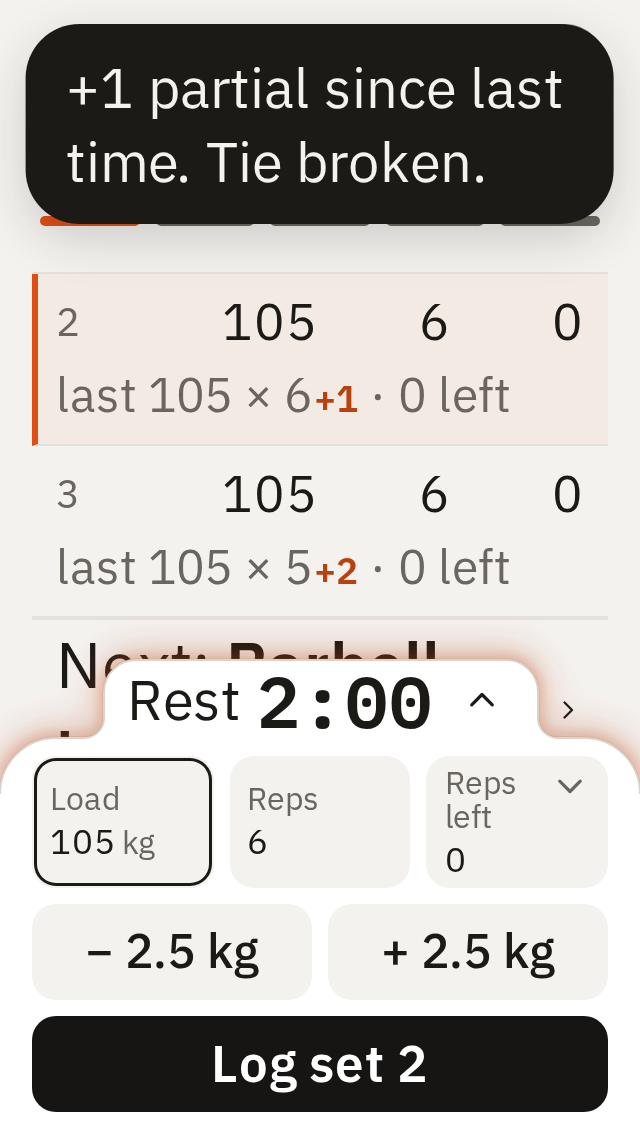 +1 partial since last
time. Tie broken.
2 105 6 0
last 105 × 6+1 · 0 left
3 105 6 0
last 105 × 5+2 · 0 left
Next: Barbell
Rest 2:00
Load
105 kg
Reps
6
Reps
left
0
– 2.5 kg
+ 2.5 kg
Log set 2